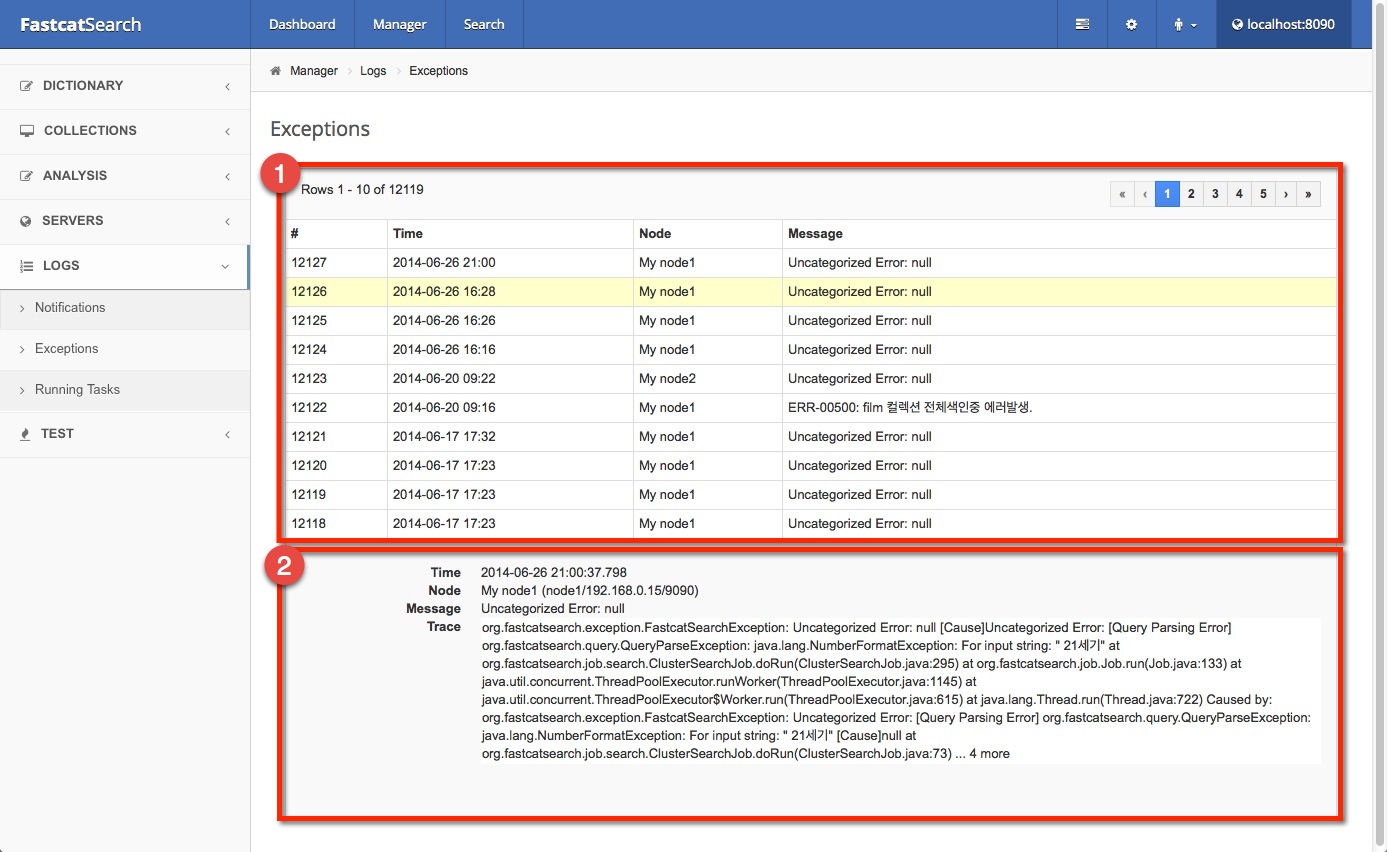 FastcatSearch Dashboard Manager Search localhost:8090
Manager > Logs > Exceptions
DICTIONARY
COLLECTIONS
ANALYSIS
SERVERS
LOGS
Notifications
Exceptions
Running Tasks
TEST
Exceptions
1
Rows 1 - 10 of 12119 « ‹ 1 2 3 4 5 › »
# Time Node Message
12127 2014-06-26 21:00 My node1 Uncategorized Error: null
12126 2014-06-26 16:28 My node1 Uncategorized Error: null
12125 2014-06-26 16:26 My node1 Uncategorized Error: null
12124 2014-06-26 16:16 My node1 Uncategorized Error: null
12123 2014-06-20 09:22 My node2 Uncategorized Error: null
12122 2014-06-20 09:16 My node1 ERR-00500: film 컬렉션 전체색인중 에러발생.
12121 2014-06-17 17:32 My node1 Uncategorized Error: null
12120 2014-06-17 17:23 My node1 Uncategorized Error: null
12119 2014-06-17 17:23 My node1 Uncategorized Error: null
12118 2014-06-17 17:23 My node1 Uncategorized Error: null
2
Time 2014-06-26 21:00:37.798
Node My node1 (node1/192.168.0.15/9090)
Message Uncategorized Error: null
Trace org.fastcatsearch.exception.FastcatSearchException: Uncategorized Error: null [Cause]Uncategorized Error: [Query Parsing Error]
org.fastcatsearch.query.QueryParseException: java.lang.NumberFormatException: For input string: " 21세기" at
org.fastcatsearch.job.search.ClusterSearchJob.doRun(ClusterSearchJob.java:295) at org.fastcatsearch.job.Job.run(Job.java:133) at
java.util.concurrent.ThreadPoolExecutor.runWorker(ThreadPoolExecutor.java:1145) at
java.util.concurrent.ThreadPoolExecutor$Worker.run(ThreadPoolExecutor.java:615) at java.lang.Thread.run(Thread.java:722) Caused by:
org.fastcatsearch.exception.FastcatSearchException: Uncategorized Error: [Query Parsing Error] org.fastcatsearch.query.QueryParseException:
java.lang.NumberFormatException: For input string: " 21세기" [Cause]null at
org.fastcatsearch.job.search.ClusterSearchJob.doRun(ClusterSearchJob.java:73) ... 4 more